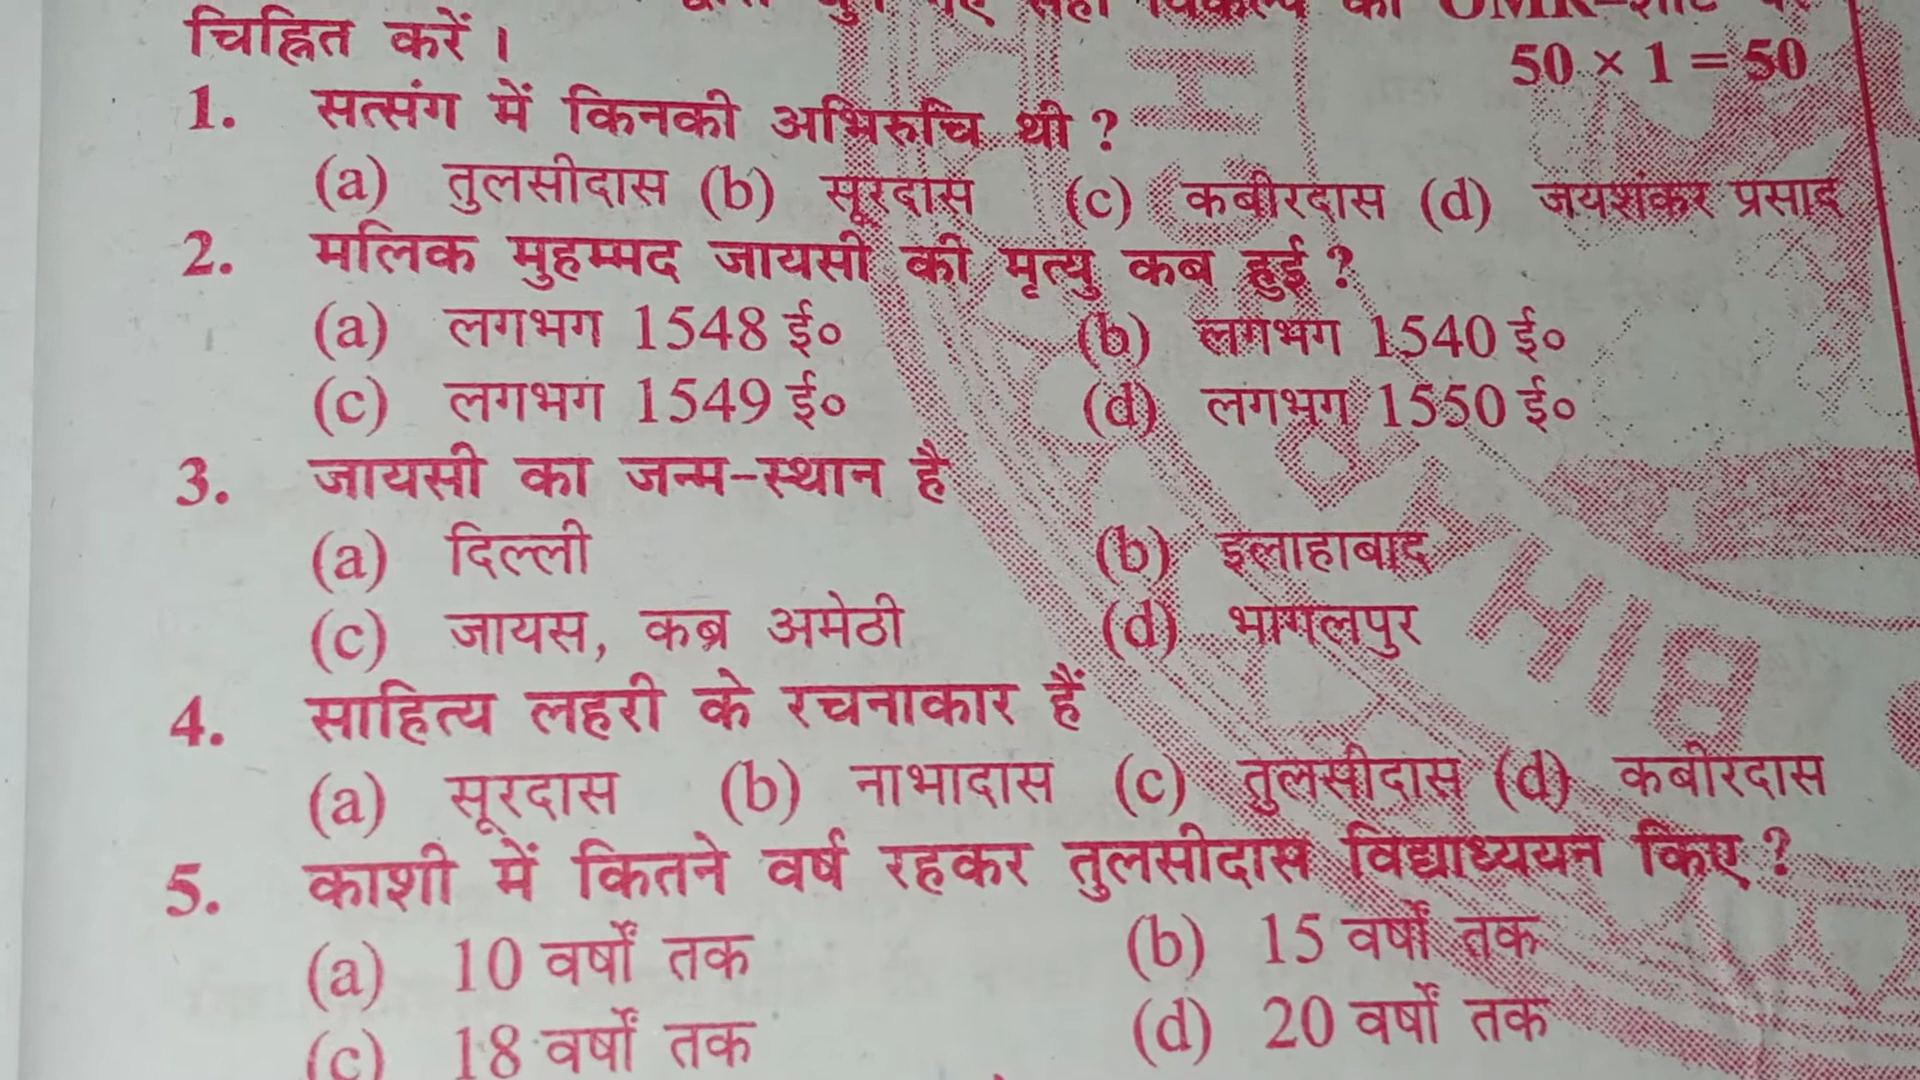 चिह्नित करें ।
50 × 1 = 50
1. सत्संग में किनकी अभिरुचि थी ?
(a) तुलसीदास (b) सूरदास (c) कबीरदास (d) जयशंकर प्रसाद
2. मलिक मुहम्मद जायसी की मृत्यु कब हुई ?
(a) लगभग 1548 ई० (b) लगभग 1540 ई०
(c) लगभग 1549 ई० (d) लगभग 1550 ई०
3. जायसी का जन्म-स्थान है
(a) दिल्ली (b) इलाहाबाद
(c) जायस, कब्र अमेठी (d) भागलपुर
4. साहित्य लहरी के रचनाकार हैं
(a) सूरदास (b) नाभादास (c) तुलसीदास (d) कबीरदास
5. काशी में कितने वर्ष रहकर तुलसीदास विद्याध्ययन किए ?
(a) 10 वर्षों तक (b) 15 वर्षों तक
(c) 18 वर्षों तक (d) 20 वर्षों तक